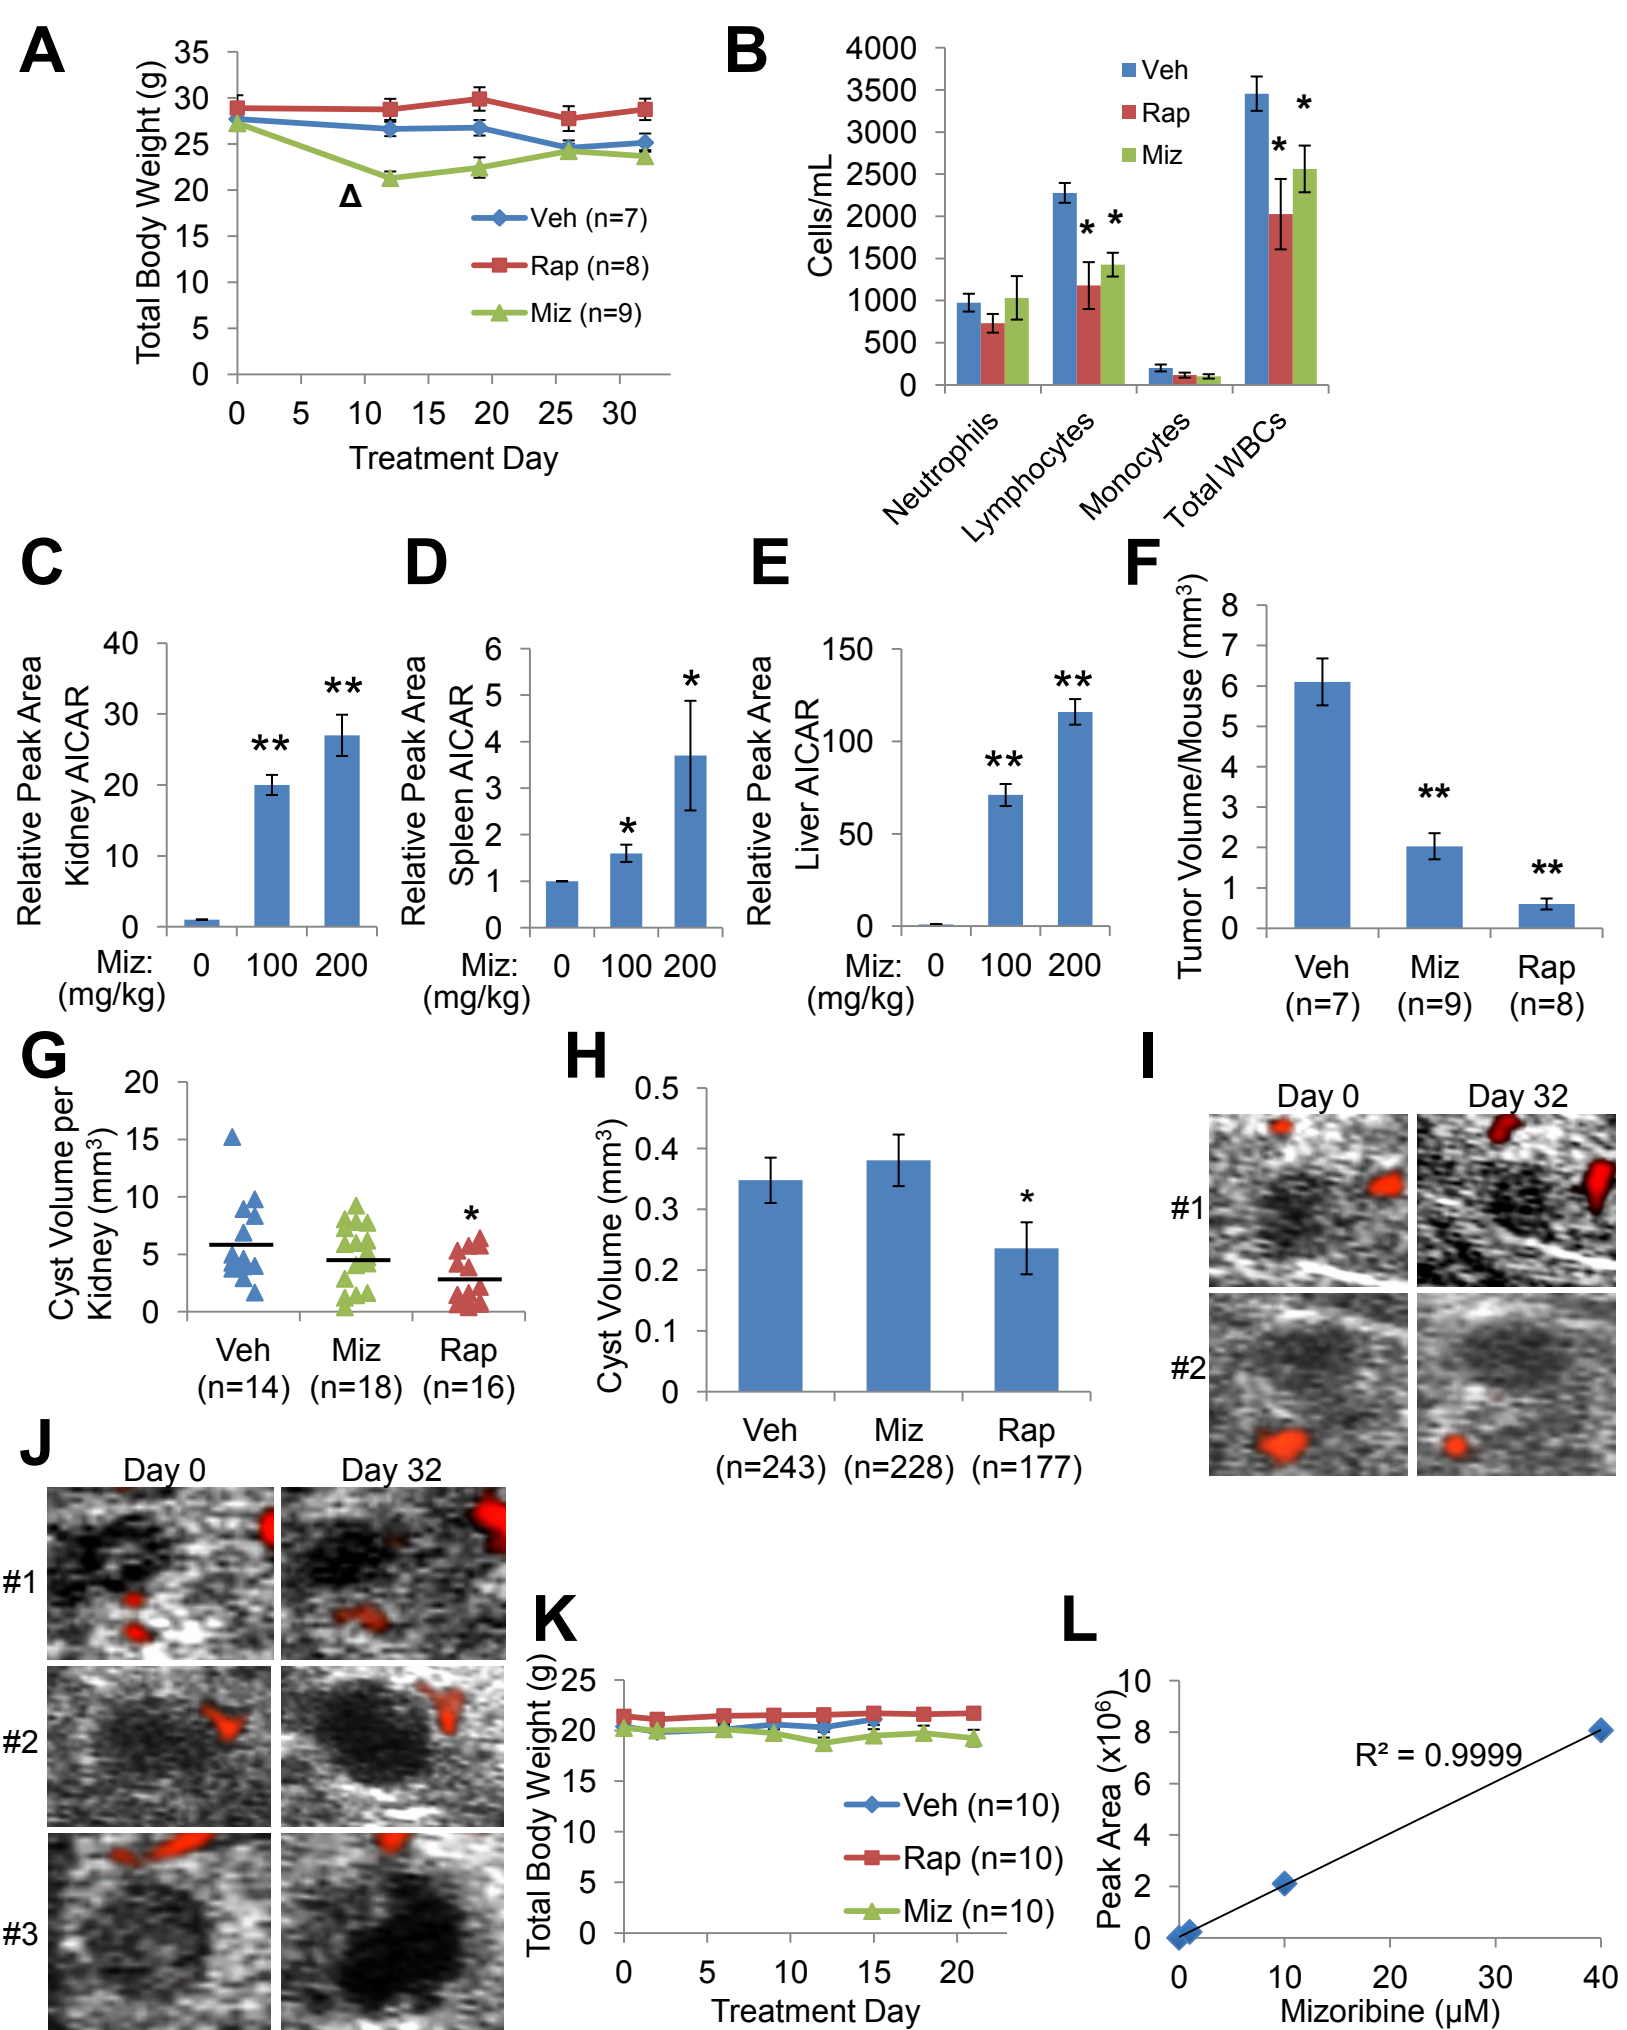 A
Total Body Weight (g)
35
30
25
20
15
10
5
0
Δ
Veh (n=7)
Rap (n=8)
Miz (n=9)
0 5 10 15 20 25 30
Treatment Day
B
Cells/mL
4000
3500
3000
2500
2000
1500
1000
500
0
Veh
Rap
Miz
* *
* *
Neutrophils
Lymphocytes
Monocytes
Total WBCs
C
Relative Peak Area
Kidney AICAR
40
30
20
10
0
**
**
Miz: 0 100 200
(mg/kg)
D
Relative Peak Area
Spleen AICAR
6
5
4
3
2
1
0
*
*
Miz: 0 100 200
(mg/kg)
E
Relative Peak Area
Liver AICAR
150
100
50
0
**
**
Miz: 0 100 200
(mg/kg)
F
Tumor Volume/Mouse (mm³)
8
7
6
5
4
3
2
1
0
**
**
Veh Miz Rap
(n=7) (n=9) (n=8)
G
Cyst Volume per
Kidney (mm³)
20
15
10
5
0
*
Veh Miz Rap
(n=14) (n=18) (n=16)
H
Cyst Volume (mm³)
0.5
0.4
0.3
0.2
0.1
0
*
Veh Miz Rap
(n=243) (n=228) (n=177)
I
Day 0 Day 32
#1
#2
J
Day 0 Day 32
#1
#2
#3
K
Total Body Weight (g)
25
20
15
10
5
0
Veh (n=10)
Rap (n=10)
Miz (n=10)
0 5 10 15 20
Treatment Day
L
Peak Area (x10⁶)
10
8
6
4
2
0
R² = 0.9999
0 10 20 30 40
Mizoribine (µM)